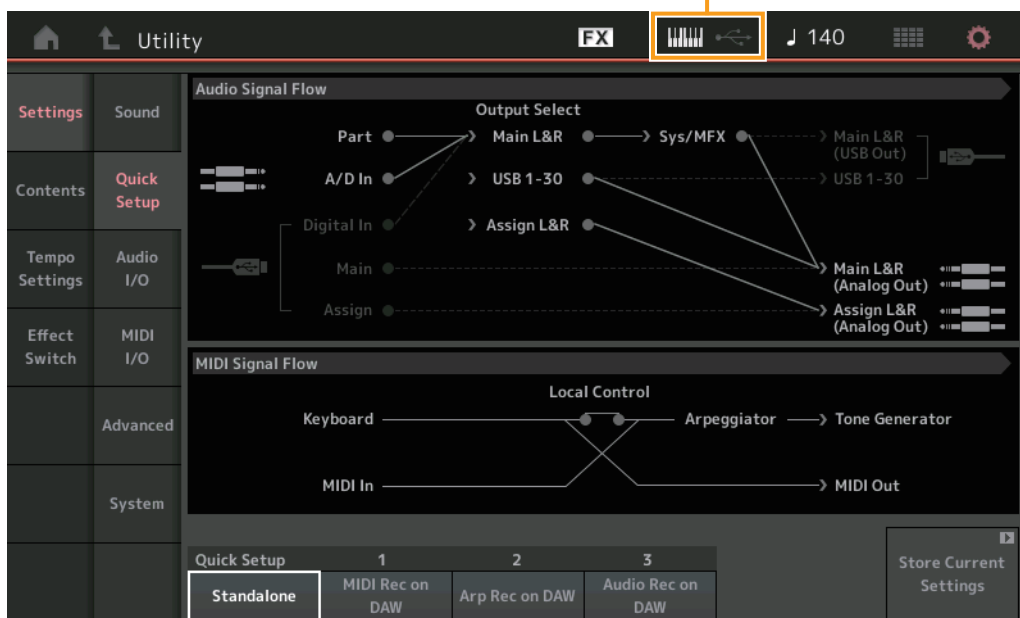 Utility
FX
140
Settings
Sound
Contents
Quick
Setup
Tempo
Settings
Audio
I/O
Effect
Switch
MIDI
I/O
Advanced
System
Audio Signal Flow
Output Select
Part
Main L&R
Sys/MFX
Main L&R
(USB Out)
A/D In
USB 1-30
USB 1-30
Digital In
Assign L&R
Main
Main L&R
(Analog Out)
Assign
Assign L&R
(Analog Out)
MIDI Signal Flow
Local Control
Keyboard
Arpeggiator
Tone Generator
MIDI In
MIDI Out
Quick Setup
1
2
3
Standalone
MIDI Rec on
DAW
Arp Rec on DAW
Audio Rec on
DAW
Store Current
Settings